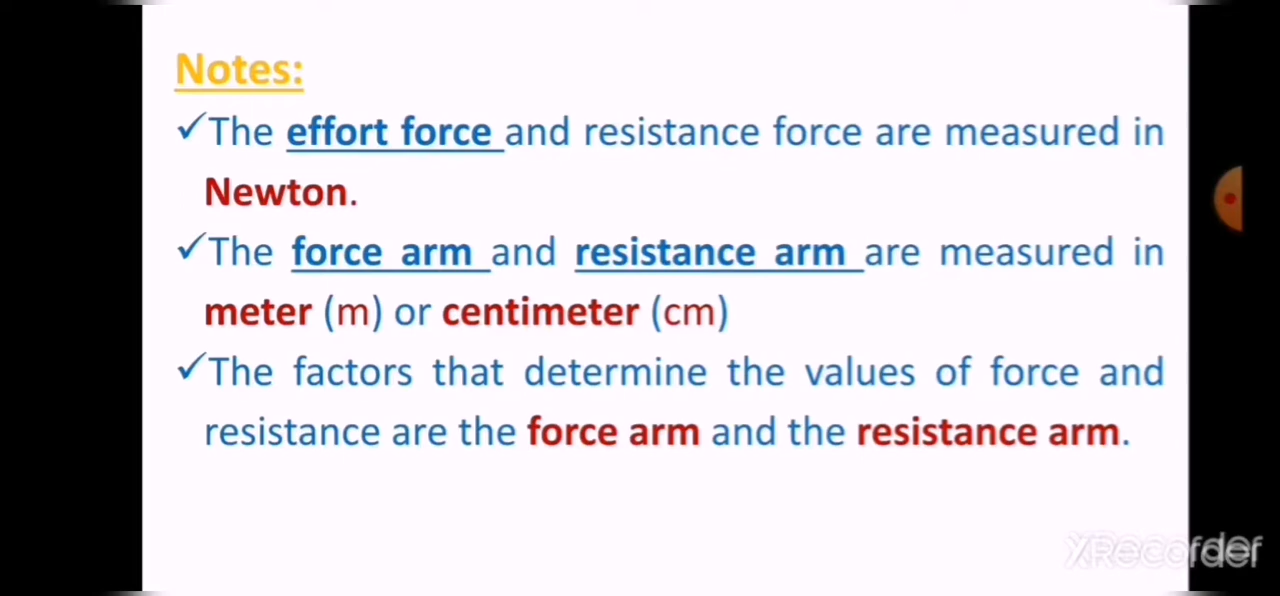 Notes:
✓The effort force and resistance force are measured in
Newton.
✓The force arm and resistance arm are measured in
meter (m) or centimeter (cm)
✓The factors that determine the values of force and
resistance are the force arm and the resistance arm.
XRecorder